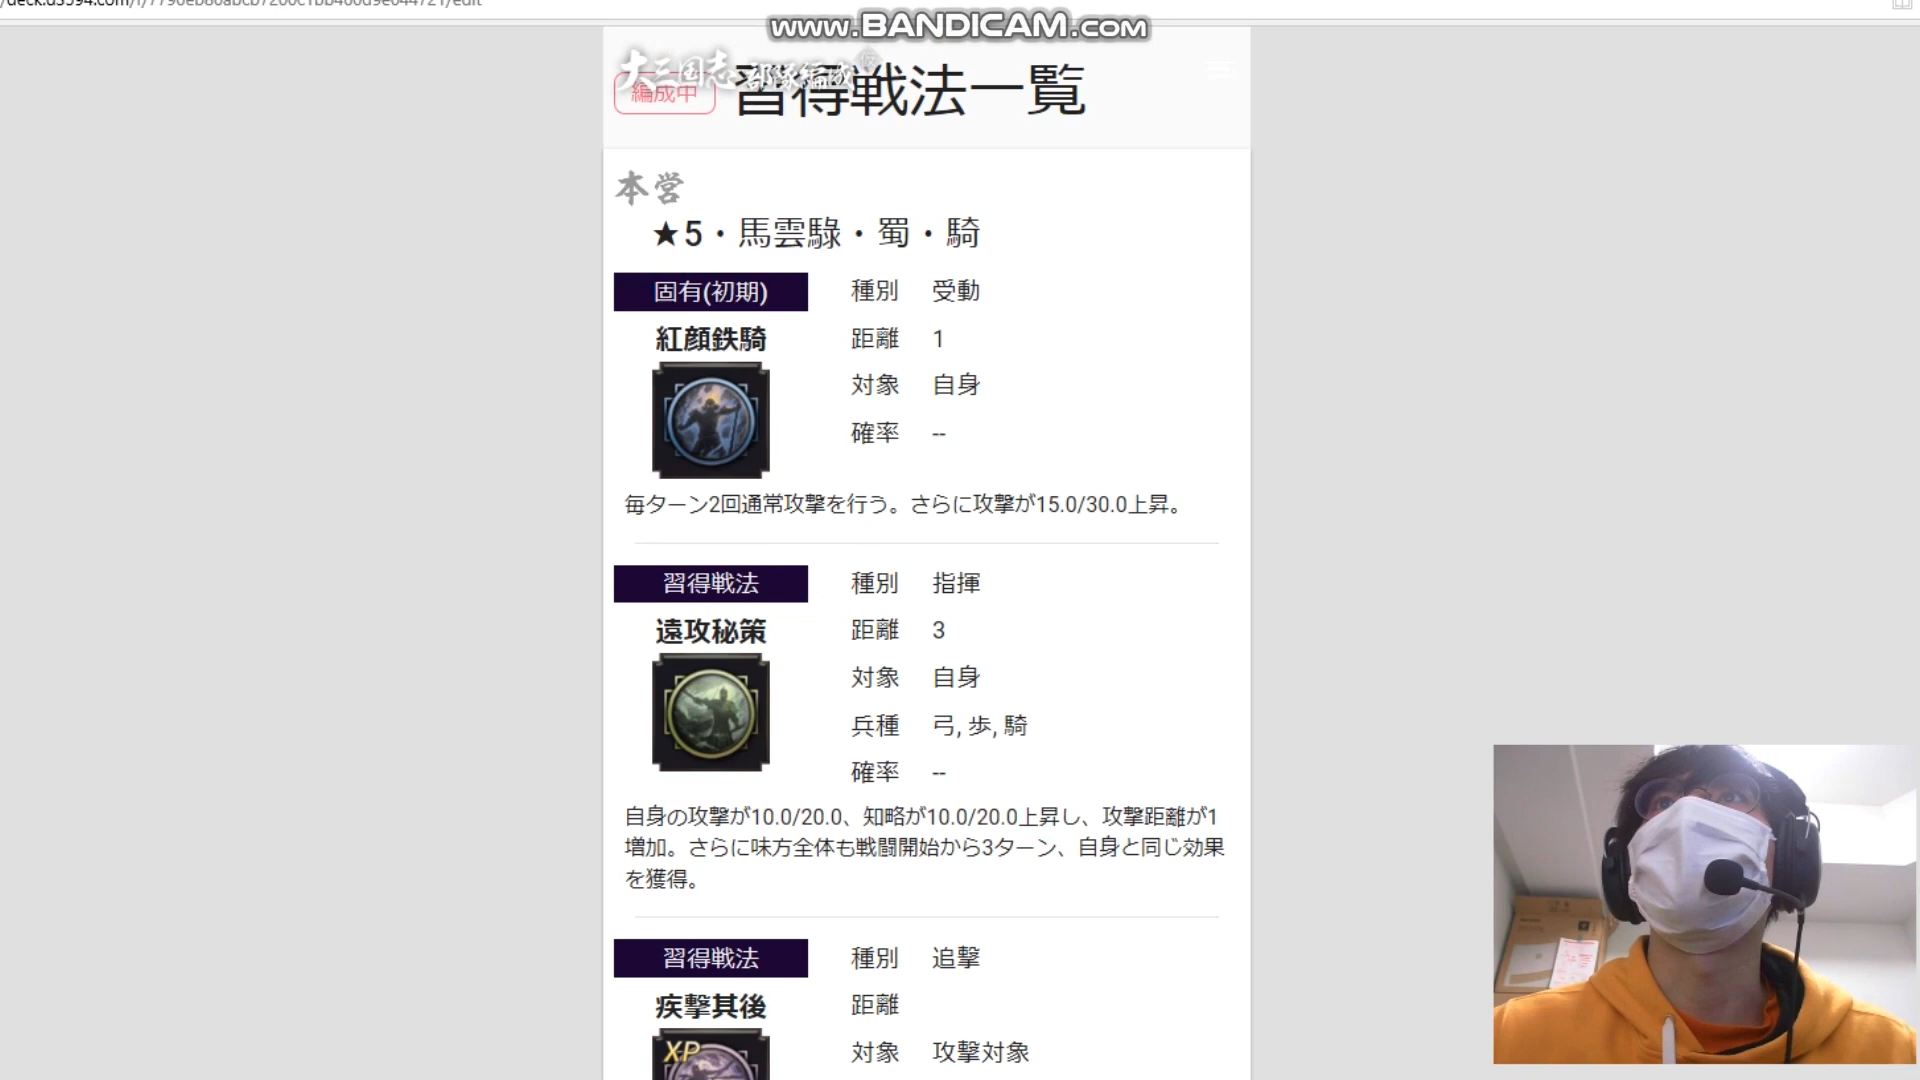 www.BANDICAM.com
大三国志 部隊編成
編成中 習得戦法一覧
本営
★5・馬雲騄・蜀・騎
固有(初期)
紅顔鉄騎
種別 受動
距離 1
対象 自身
確率 --
毎ターン2回通常攻撃を行う。さらに攻撃が15.0/30.0上昇。
習得戦法
遠攻秘策
種別 指揮
距離 3
対象 自身
兵種 弓, 歩, 騎
確率 --
自身の攻撃が10.0/20.0、知略が10.0/20.0上昇し、攻撃距離が1
増加。さらに味方全体も戦闘開始から3ターン、自身と同じ効果
を獲得。
習得戦法
疾撃其後
XP
種別 追撃
距離
対象 攻撃対象